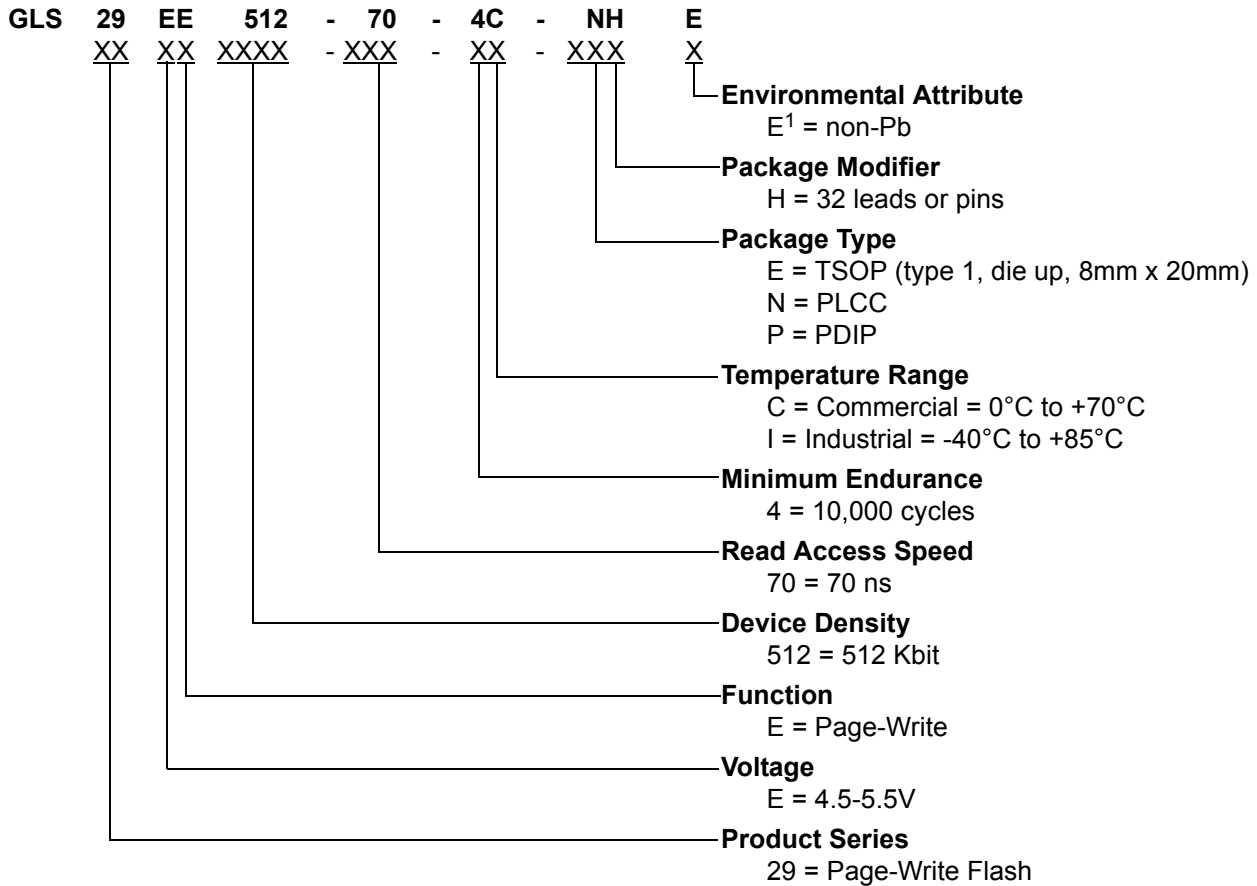 GLS 29 EE 512 - 70 - 4C - NH E
XX XX XXXX - XXX - XX - XXX X
Environmental Attribute
E1 = non-Pb
Package Modifier
H = 32 leads or pins
Package Type
E = TSOP (type 1, die up, 8mm x 20mm)
N = PLCC
P = PDIP
Temperature Range
C = Commercial = 0°C to +70°C
I = Industrial = -40°C to +85°C
Minimum Endurance
4 = 10,000 cycles
Read Access Speed
70 = 70 ns
Device Density
512 = 512 Kbit
Function
E = Page-Write
Voltage
E = 4.5-5.5V
Product Series
29 = Page-Write Flash